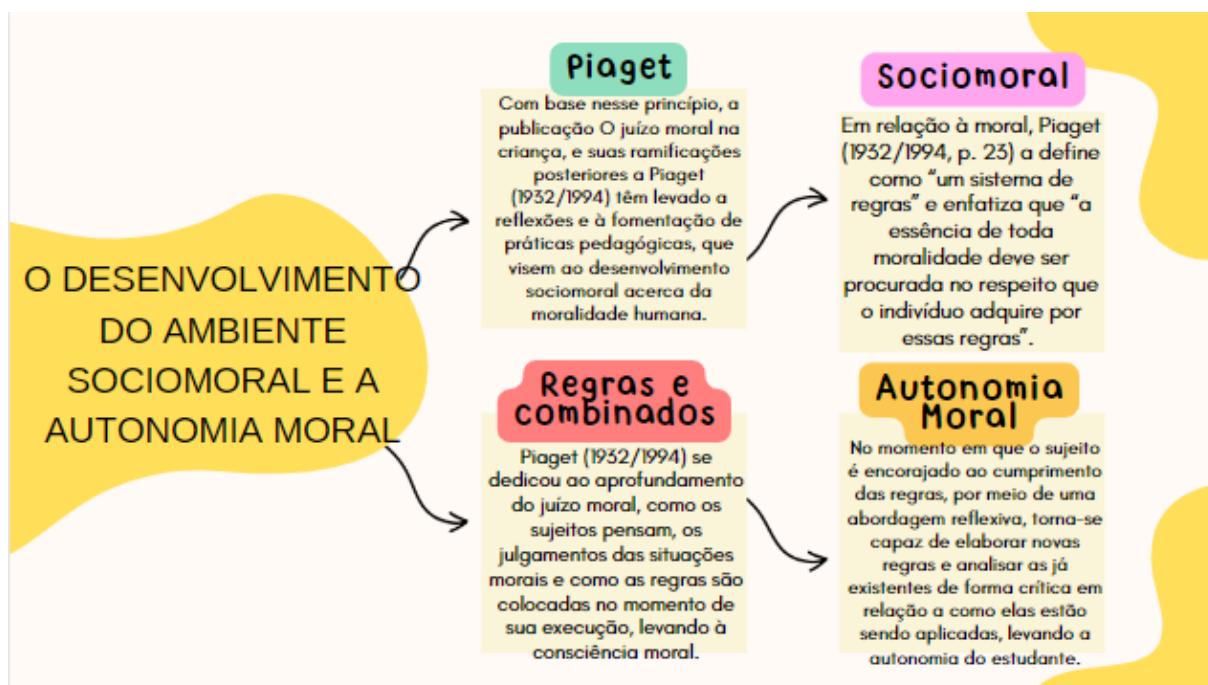 O DESENVOLVIMENTO
DO AMBIENTE
SOCIOMORAL E A
AUTONOMIA MORAL
Piaget
Com base nesse princípio, a
publicação O juízo moral na
criança, e suas ramificações
posteriores a Piaget
(1932/1994) têm levado a
reflexões e à fomentação de
práticas pedagógicas, que
visem ao desenvolvimento
sociomoral acerca da
moralidade humana.
Sociomoral
Em relação à moral, Piaget
(1932/1994, p. 23) a define
como “um sistema de
regras” e enfatiza que “a
essência de toda
moralidade deve ser
procurada no respeito que
o indivíduo adquire por
essas regras”.
Regras e
combinados
Piaget (1932/1994) se
dedicou ao aprofundamento
do juízo moral, como os
sujeitos pensam, os
julgamentos das situações
morais e como as regras são
colocadas no momento de
sua execução, levando à
consciência moral.
Autonomia
Moral
No momento em que o sujeito
é encorajado ao cumprimento
das regras, por meio de uma
abordagem reflexiva, torna-se
capaz de elaborar novas
regras e analisar as já
existentes de forma crítica em
relação a como elas estão
sendo aplicadas, levando a
autonomia do estudante.